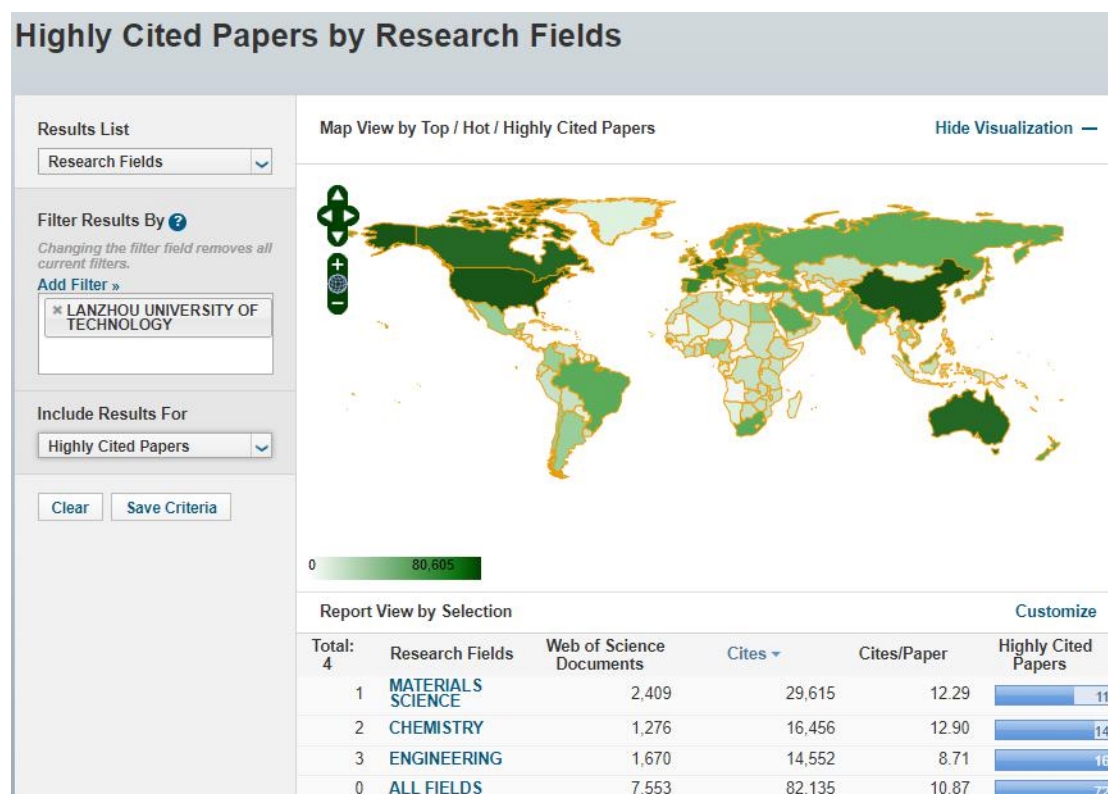 Highly Cited Papers by Research Fields
Results List
Research Fields
Filter Results By ?
Changing the filter field removes all
current filters.
Add Filter »
× LANZHOU UNIVERSITY OF
TECHNOLOGY
Include Results For
Highly Cited Papers
Clear Save Criteria
Map View by Top / Hot / Highly Cited Papers Hide Visualization —
+
−
0 80,605
Report View by Selection Customize
Total:
4 Research Fields Web of Science
Documents Cites Cites/Paper Highly Cited
Papers
1 MATERIALS
SCIENCE 2,409 29,615 12.29 11
2 CHEMISTRY 1,276 16,456 12.90 14
3 ENGINEERING 1,670 14,552 8.71 16
0 ALL FIELDS 7,553 82,135 10.87 72